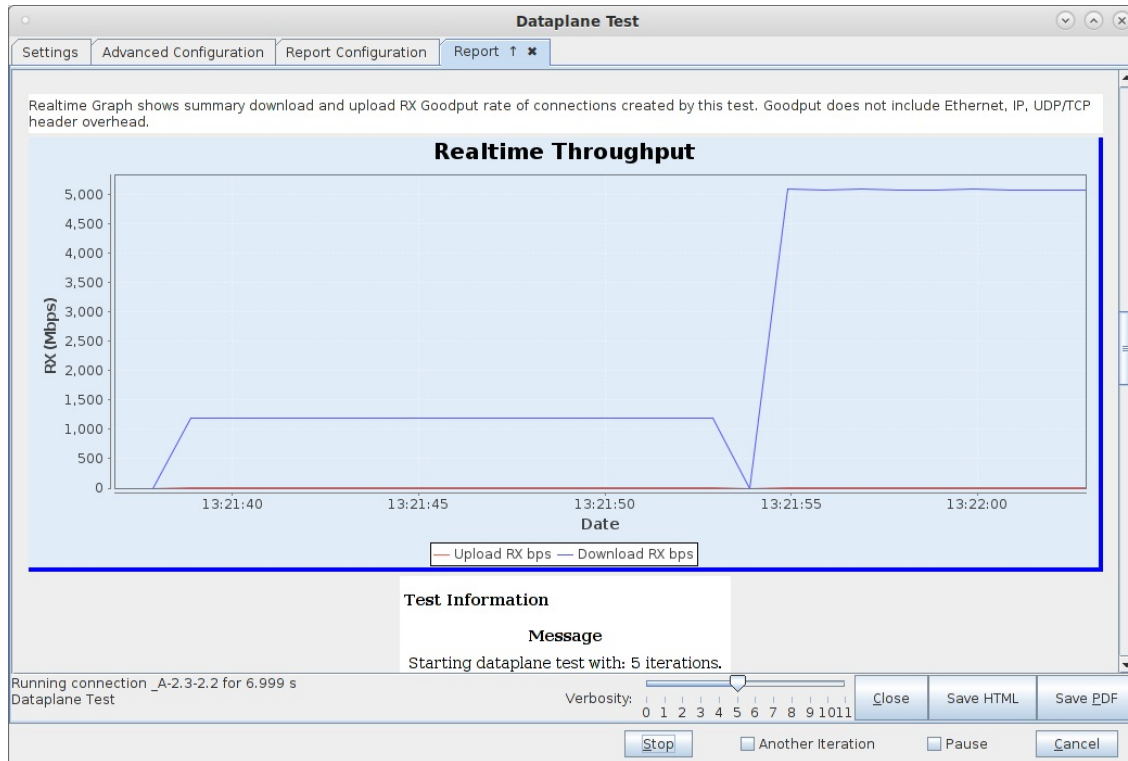 Dataplane Test
Settings
Advanced Configuration
Report Configuration
Report ↑ ✖
Realtime Graph shows summary download and upload RX Goodput rate of connections created by this test. Goodput does not include Ethernet, IP, UDP/TCP
header overhead.
Realtime Throughput
5,000
4,500
4,000
3,500
3,000
2,500
2,000
1,500
1,000
500
0
RX (Mbps)
13:21:40
13:21:45
13:21:50
13:21:55
13:22:00
Date
Upload RX bps
Download RX bps
Test Information
Message
Starting dataplane test with: 5 iterations.
Running connection _A-2.3-2.2 for 6.999 s
Dataplane Test
Verbosity:
0 1 2 3 4 5 6 7 8 9 10 11
Close
Save HTML
Save PDF
Stop
Another Iteration
Pause
Cancel